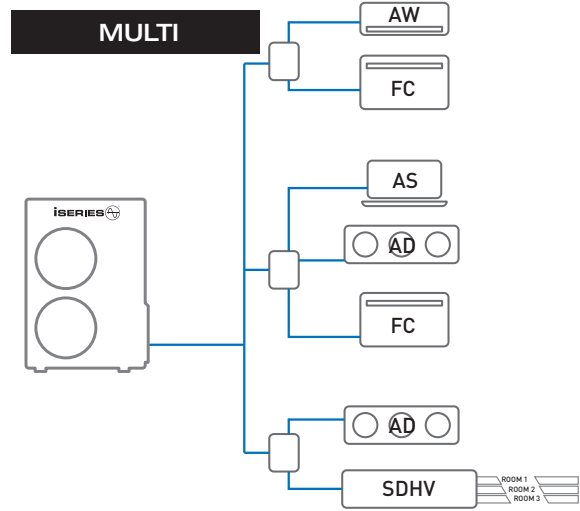 MULTI
AW
FC
iSERIES
AS
AD
FC
AD
SDHV
ROOM 1
ROOM 2
ROOM 3